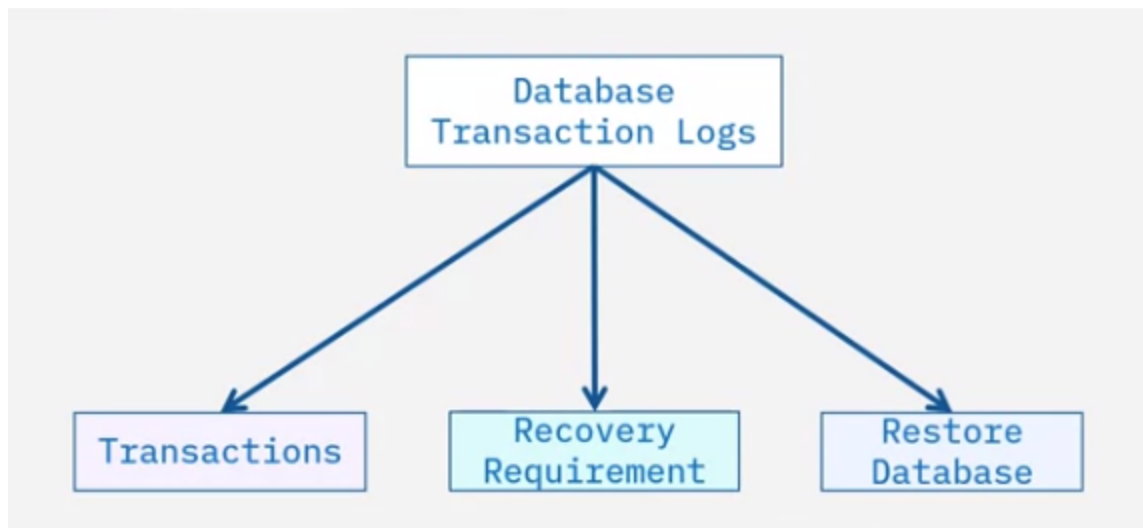 Database
Transaction Logs
Transactions
Recovery
Requirement
Restore
Database